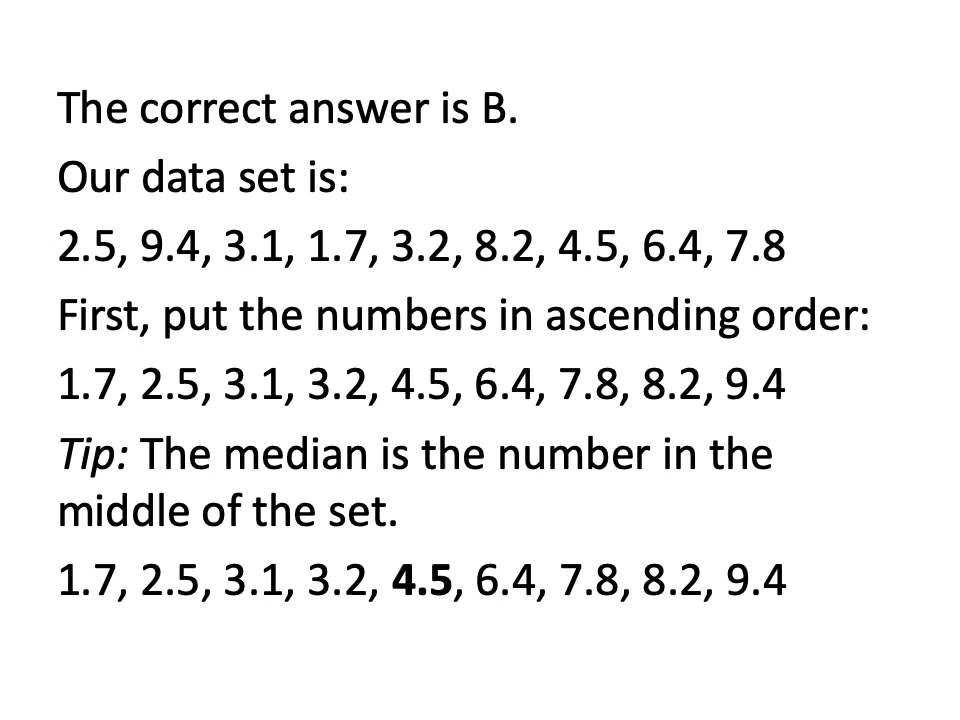 The correct answer is B.
Our data set is:
2.5, 9.4, 3.1, 1.7, 3.2, 8.2, 4.5, 6.4, 7.8
First, put the numbers in ascending order:
1.7, 2.5, 3.1, 3.2, 4.5, 6.4, 7.8, 8.2, 9.4
Tip: The median is the number in the
middle of the set.
1.7, 2.5, 3.1, 3.2, 4.5, 6.4, 7.8, 8.2, 9.4